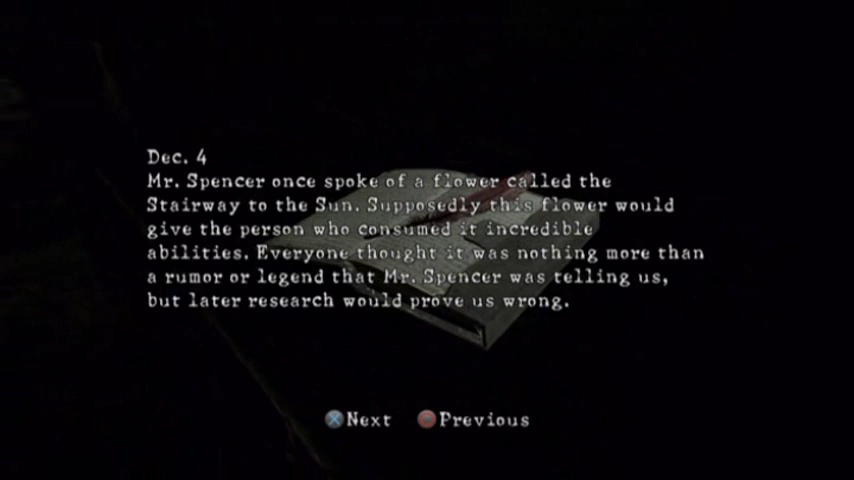 Dec. 4
Mr. Spencer once spoke of a flower called the
Stairway to the Sun. Supposedly this flower would
give the person who consumed it incredible
abilities. Everyone thought it was nothing more than
a rumor or legend that Mr. Spencer was telling us,
but later research would prove us wrong.
Next Previous